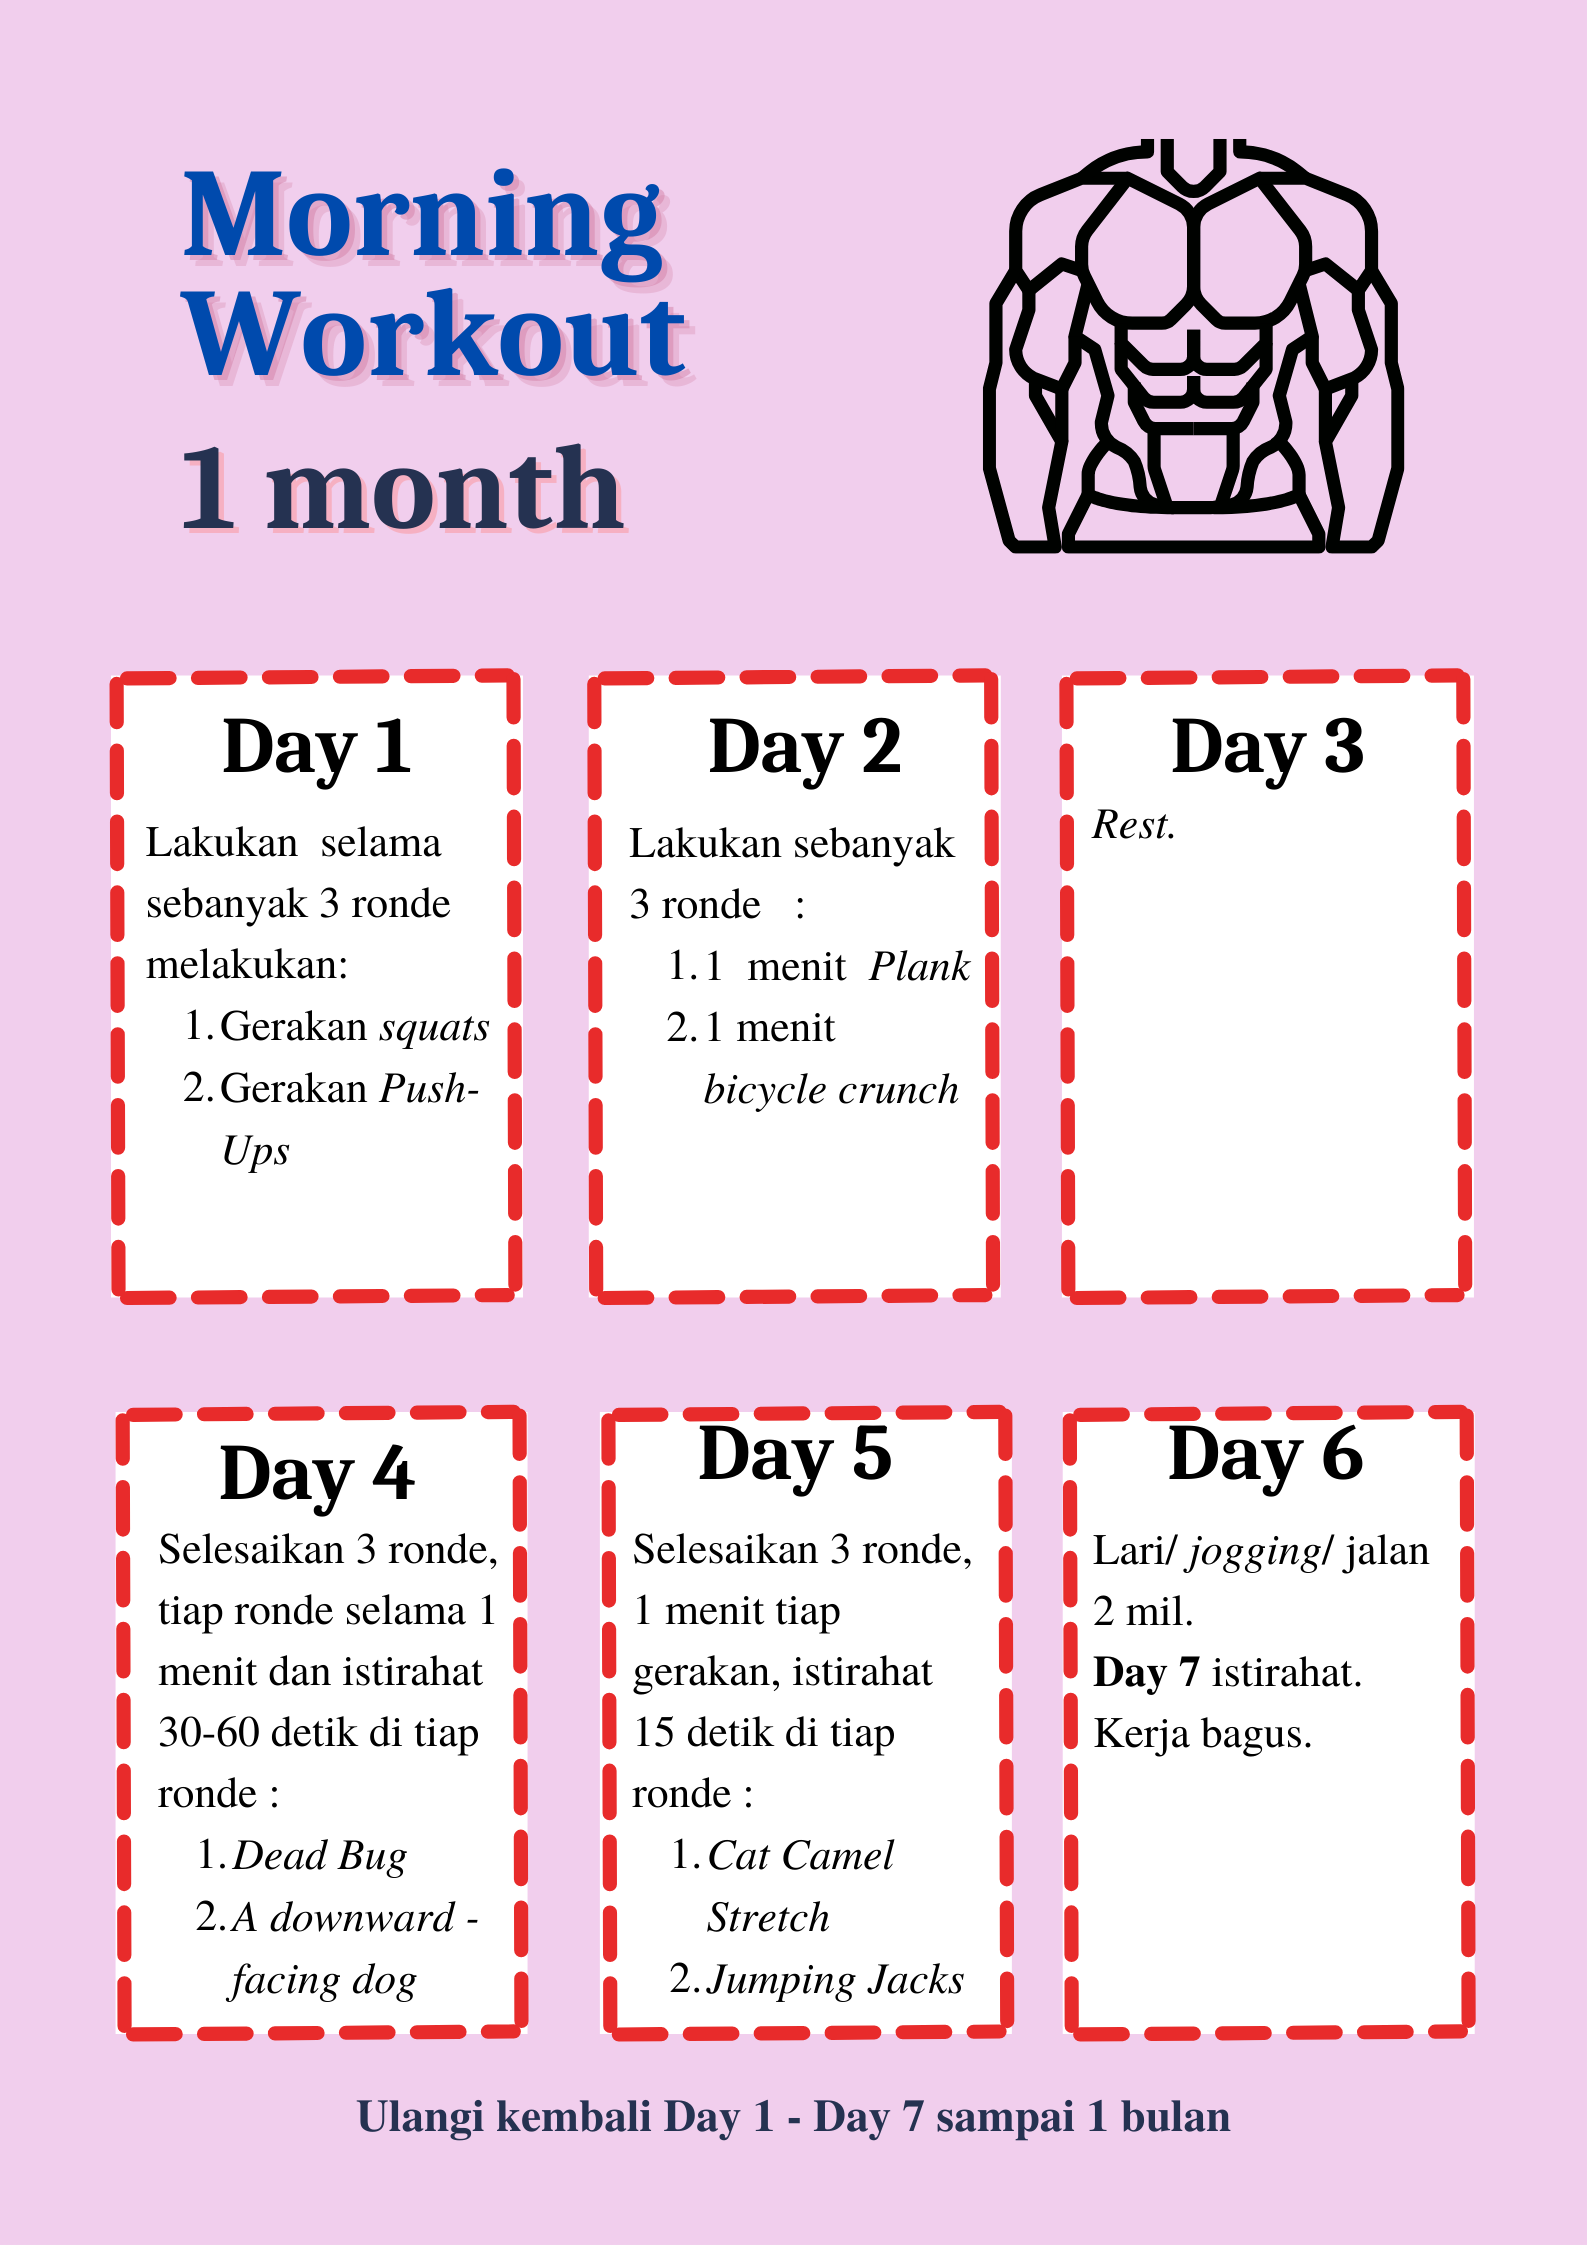 Morning
Workout
1 month
Day 1
Lakukan selama
sebanyak 3 ronde
melakukan:
1. Gerakan squats
2. Gerakan Push-
Ups
Day 2
Lakukan sebanyak
3 ronde :
1. 1 menit Plank
2. 1 menit
bicycle crunch
Day 3
Rest.
Day 4
Selesaikan 3 ronde,
tiap ronde selama 1
menit dan istirahat
30-60 detik di tiap
ronde :
1. Dead Bug
2. A downward -
facing dog
Day 5
Selesaikan 3 ronde,
1 menit tiap
gerakan, istirahat
15 detik di tiap
ronde :
1. Cat Camel
Stretch
2. Jumping Jacks
Day 6
Lari/ jogging/ jalan
2 mil.
Day 7 istirahat.
Kerja bagus.
Ulangi kembali Day 1 - Day 7 sampai 1 bulan